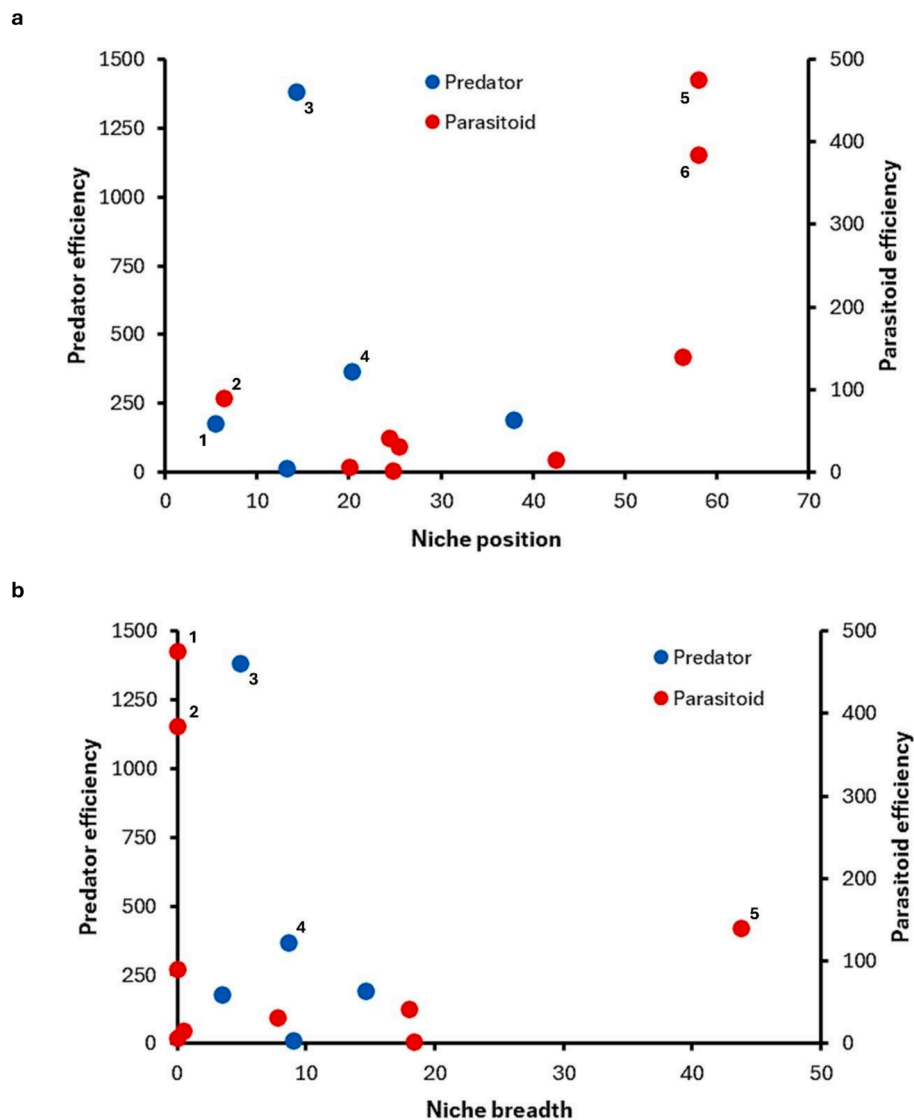 a
1500
1250
1000
750
500
250
0
Predator efficiency
500
400
300
200
100
0
Parasitoid efficiency
Predator
Parasitoid
3
5
6
4
2
1
0 10 20 30 40 50 60 70
Niche position
b
1500
1250
1000
750
500
250
0
Predator efficiency
500
400
300
200
100
0
Parasitoid efficiency
Predator
Parasitoid
1
3
2
4
5
0 10 20 30 40 50
Niche breadth